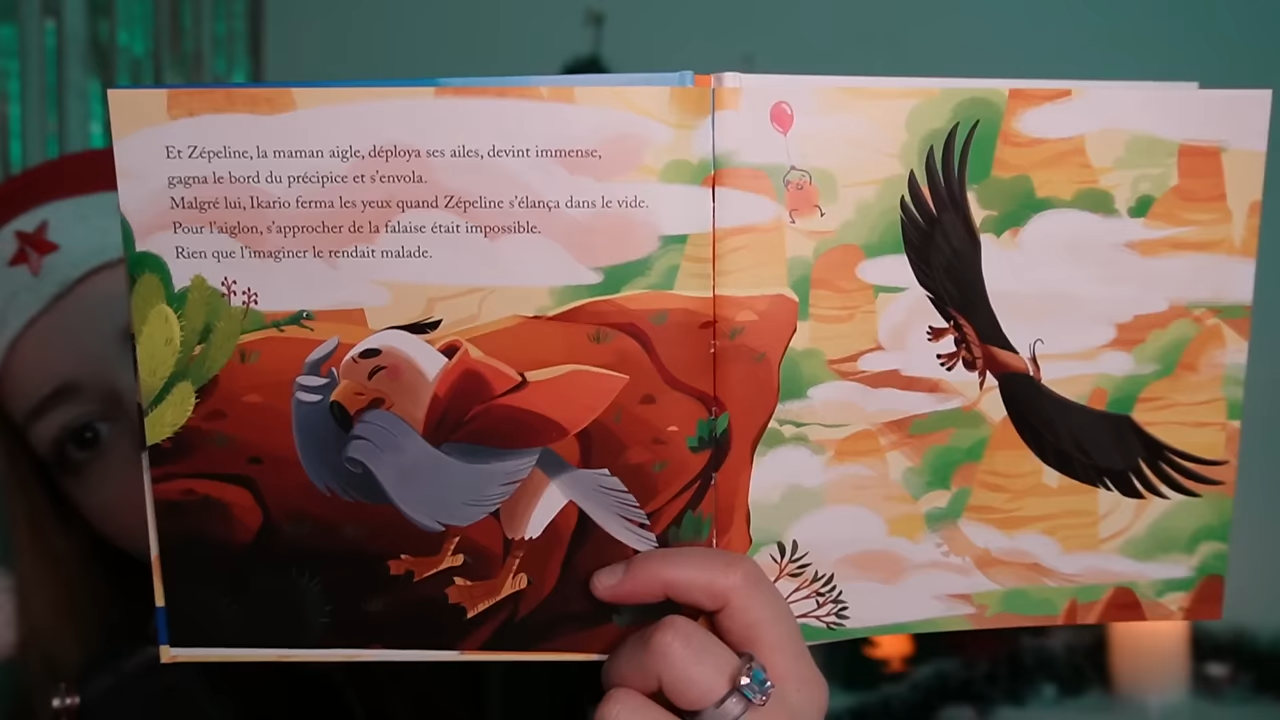 Et Zépeline, la maman aigle, déploya ses ailes, devint immense,
gagna le bord du précipice et s'envola.
Malgré lui, Ikario ferma les yeux quand Zépeline s'élança dans le vide.
Pour l'aiglon, s'approcher de la falaise était impossible.
Rien que l'imaginer le rendait malade.